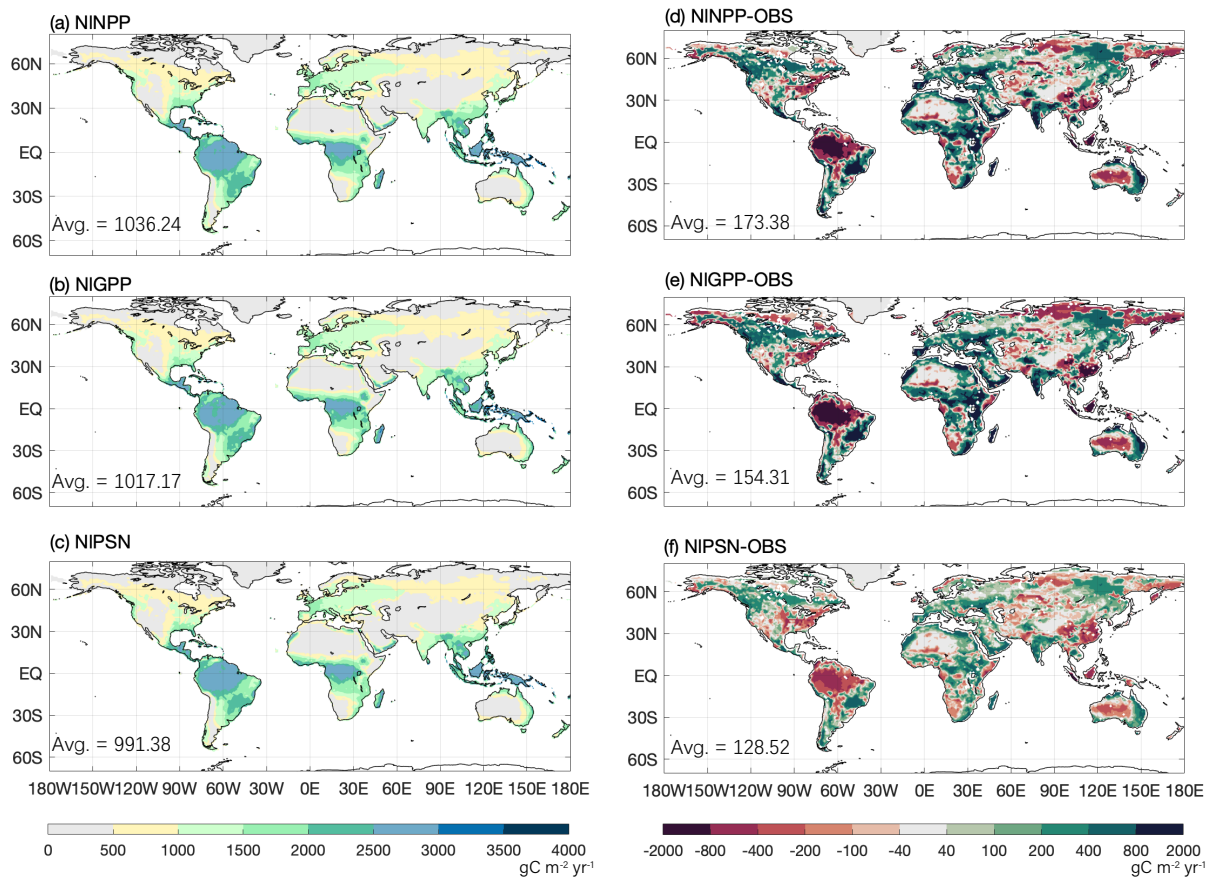 (a) NINPP
60N
30N
EQ
30S
60S
Avg. = 1036.24
(d) NINPP-OBS
60N
30N
EQ
30S
60S
Avg. = 173.38
(b) NIGPP
60N
30N
EQ
30S
60S
Avg. = 1017.17
(e) NIGPP-OBS
60N
30N
EQ
30S
60S
Avg. = 154.31
(c) NIPSN
60N
30N
EQ
30S
60S
Avg. = 991.38
180W150W120W 90W 60W 30W 0E 30E 60E 90E 120E 150E 180E
(f) NIPSN-OBS
60N
30N
EQ
30S
60S
Avg. = 128.52
180W150W120W 90W 60W 30W 0E 30E 60E 90E 120E 150E 180E
0 500 1000 1500 2000 2500 3000 3500 4000
gC m⁻² yr⁻¹
-2000 -800 -400 -200 -100 -40 40 100 200 400 800 2000
gC m⁻² yr⁻¹